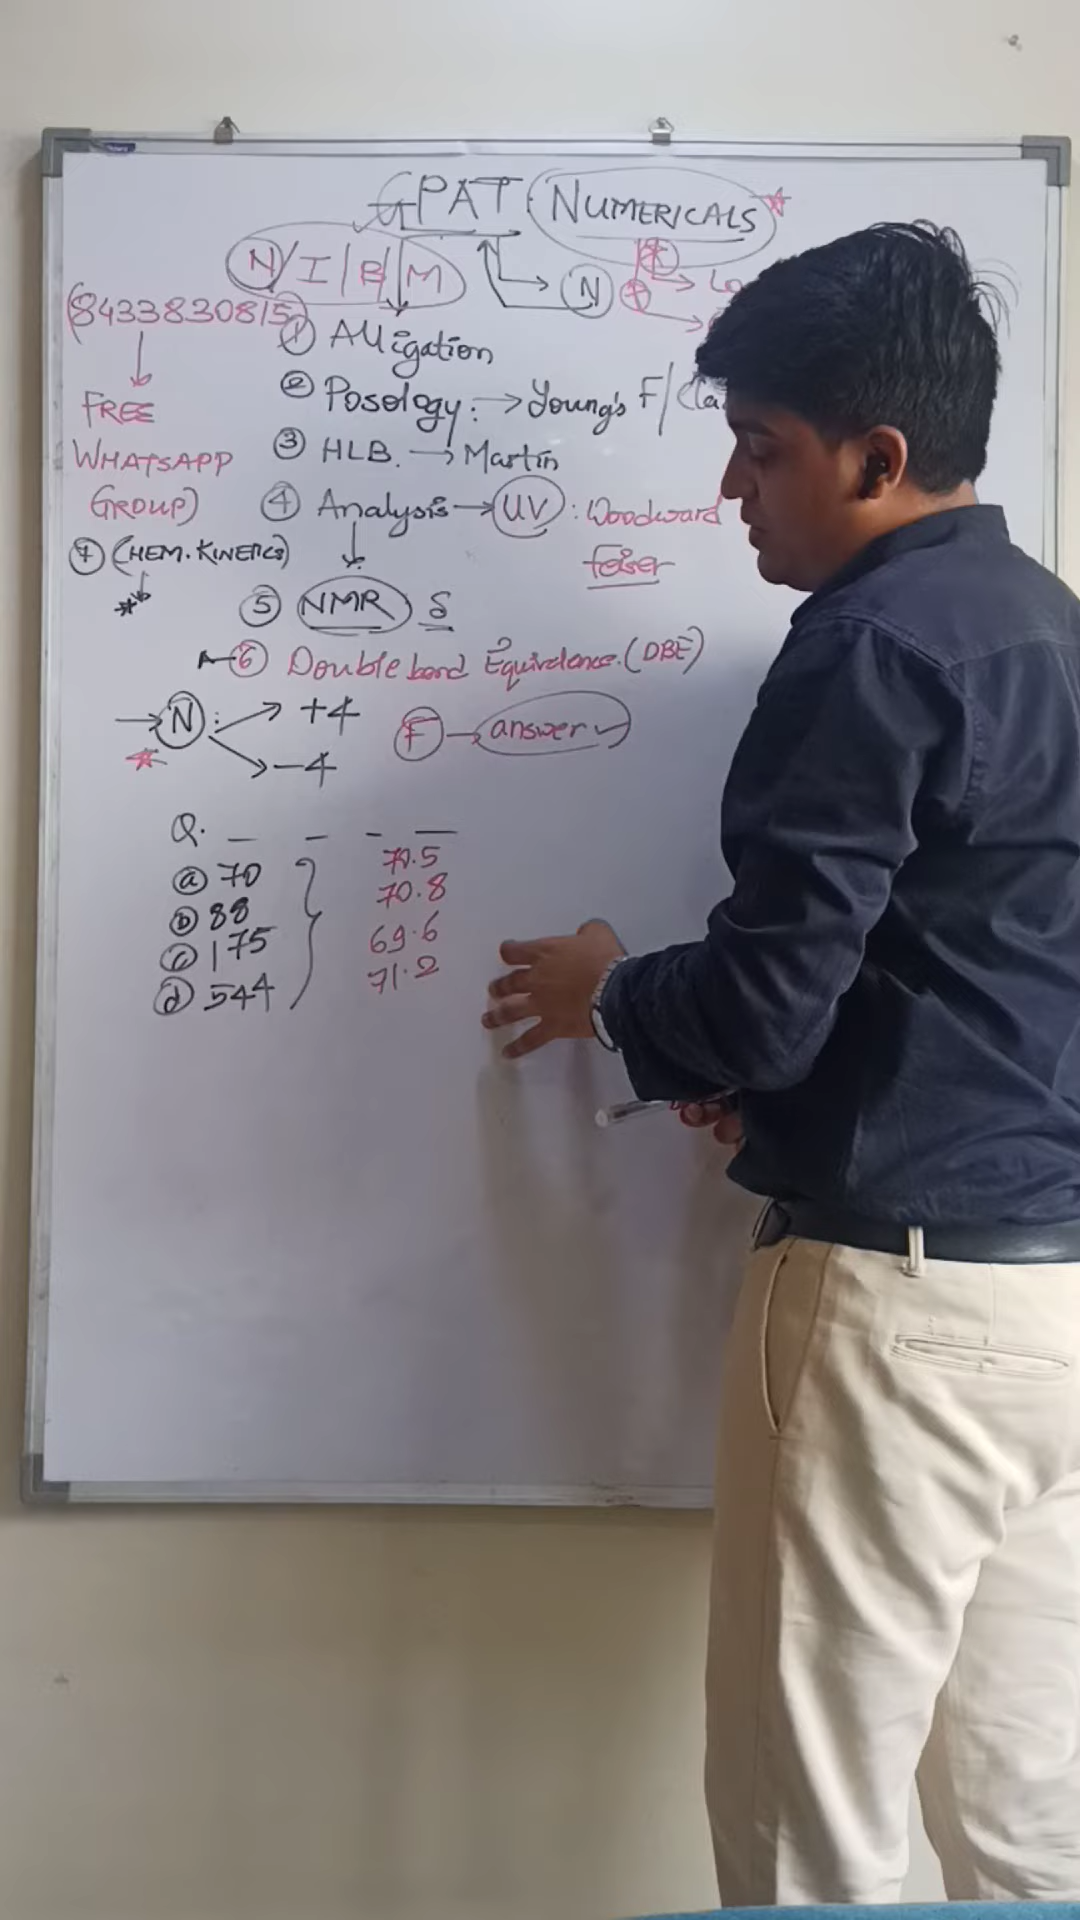 GPAT NUMERICALS
N/I/B/M
N
(8433830815
FREE
WHATSAPP
GROUP)
① Alligation
② Posology: → Young's F/Cla
③ HLB. → Martin
④ Analysis → UV : Woodward
feiser
⑦ CHEM. KINETICS
⑤ NMR δ
⑥ Double bond Equivalence. (DBE)
→ N : → +4
→ -4
F → answer ✓
Q. _ _ _ _
ⓐ 70
ⓑ 88
ⓒ 175
ⓓ 544
70.5
70.8
69.6
71.2